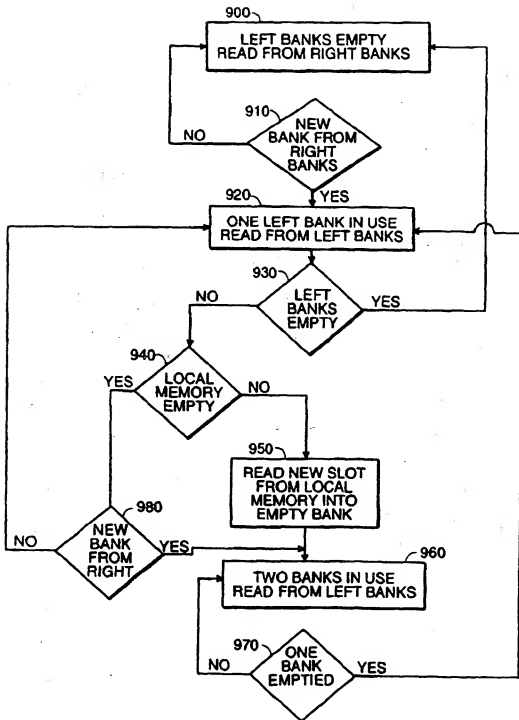 900
LEFT BANKS EMPTY
READ FROM RIGHT BANKS
910
NEW
BANK FROM
RIGHT
BANKS
NO
YES
920
ONE LEFT BANK IN USE
READ FROM LEFT BANKS
930
LEFT
BANKS
EMPTY
NO
YES
940
LOCAL
MEMORY
EMPTY
YES
NO
950
READ NEW SLOT
FROM LOCAL
MEMORY INTO
EMPTY BANK
980
NEW
BANK
FROM
RIGHT
NO
YES
960
TWO BANKS IN USE
READ FROM LEFT BANKS
970
ONE
BANK
EMPTIED
NO
YES